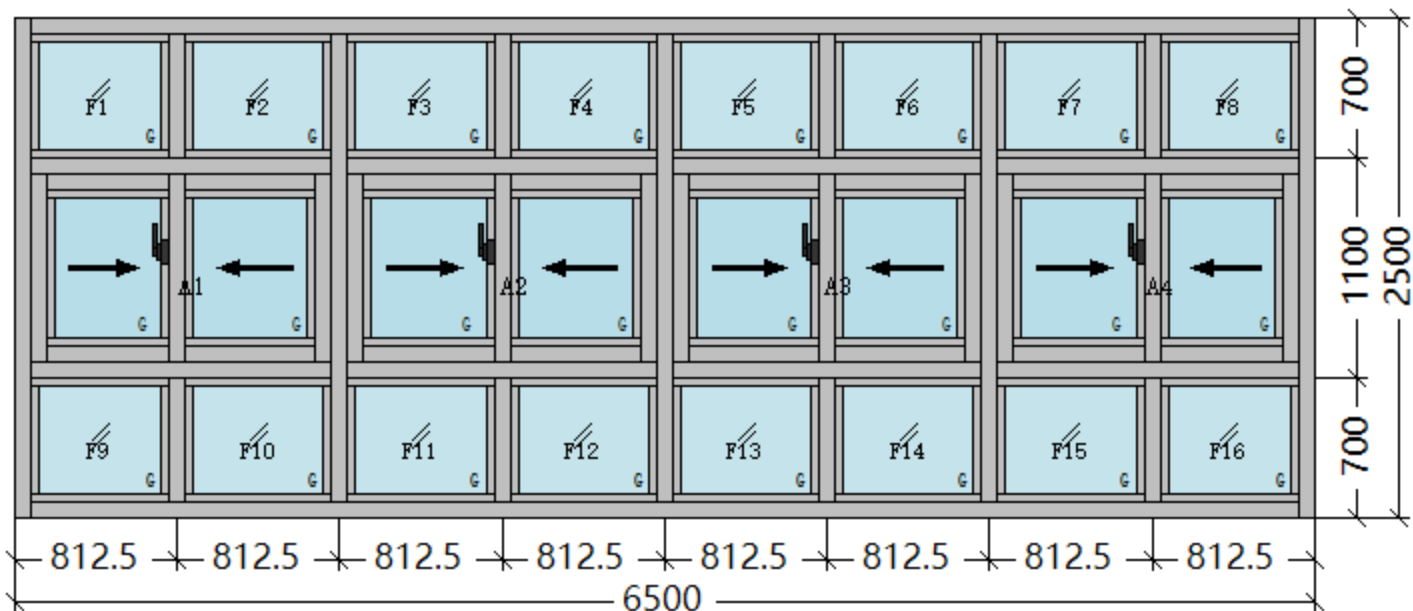 F1 F2 F3 F4 F5 F6 F7 F8
G G G G G G G G
700
A1 A2 A3 A4
G G G G G G G G
1100
2500
F9 F10 F11 F12 F13 F14 F15 F16
G G G G G G G G
700
812.5 812.5 812.5 812.5 812.5 812.5 812.5 812.5
6500